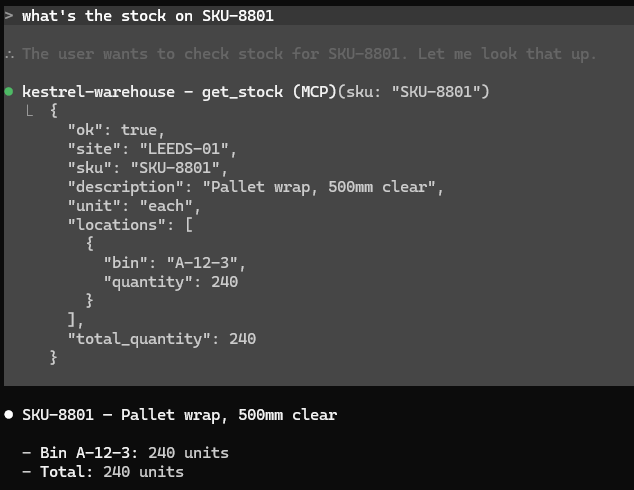 > what's the stock on SKU-8801
∴ The user wants to check stock for SKU-8801. Let me look that up.
● kestrel-warehouse - get_stock (MCP)(sku: "SKU-8801")
└ {
"ok": true,
"site": "LEEDS-01",
"sku": "SKU-8801",
"description": "Pallet wrap, 500mm clear",
"unit": "each",
"locations": [
{
"bin": "A-12-3",
"quantity": 240
}
],
"total_quantity": 240
}
● SKU-8801 — Pallet wrap, 500mm clear
- Bin A-12-3: 240 units
- Total: 240 units